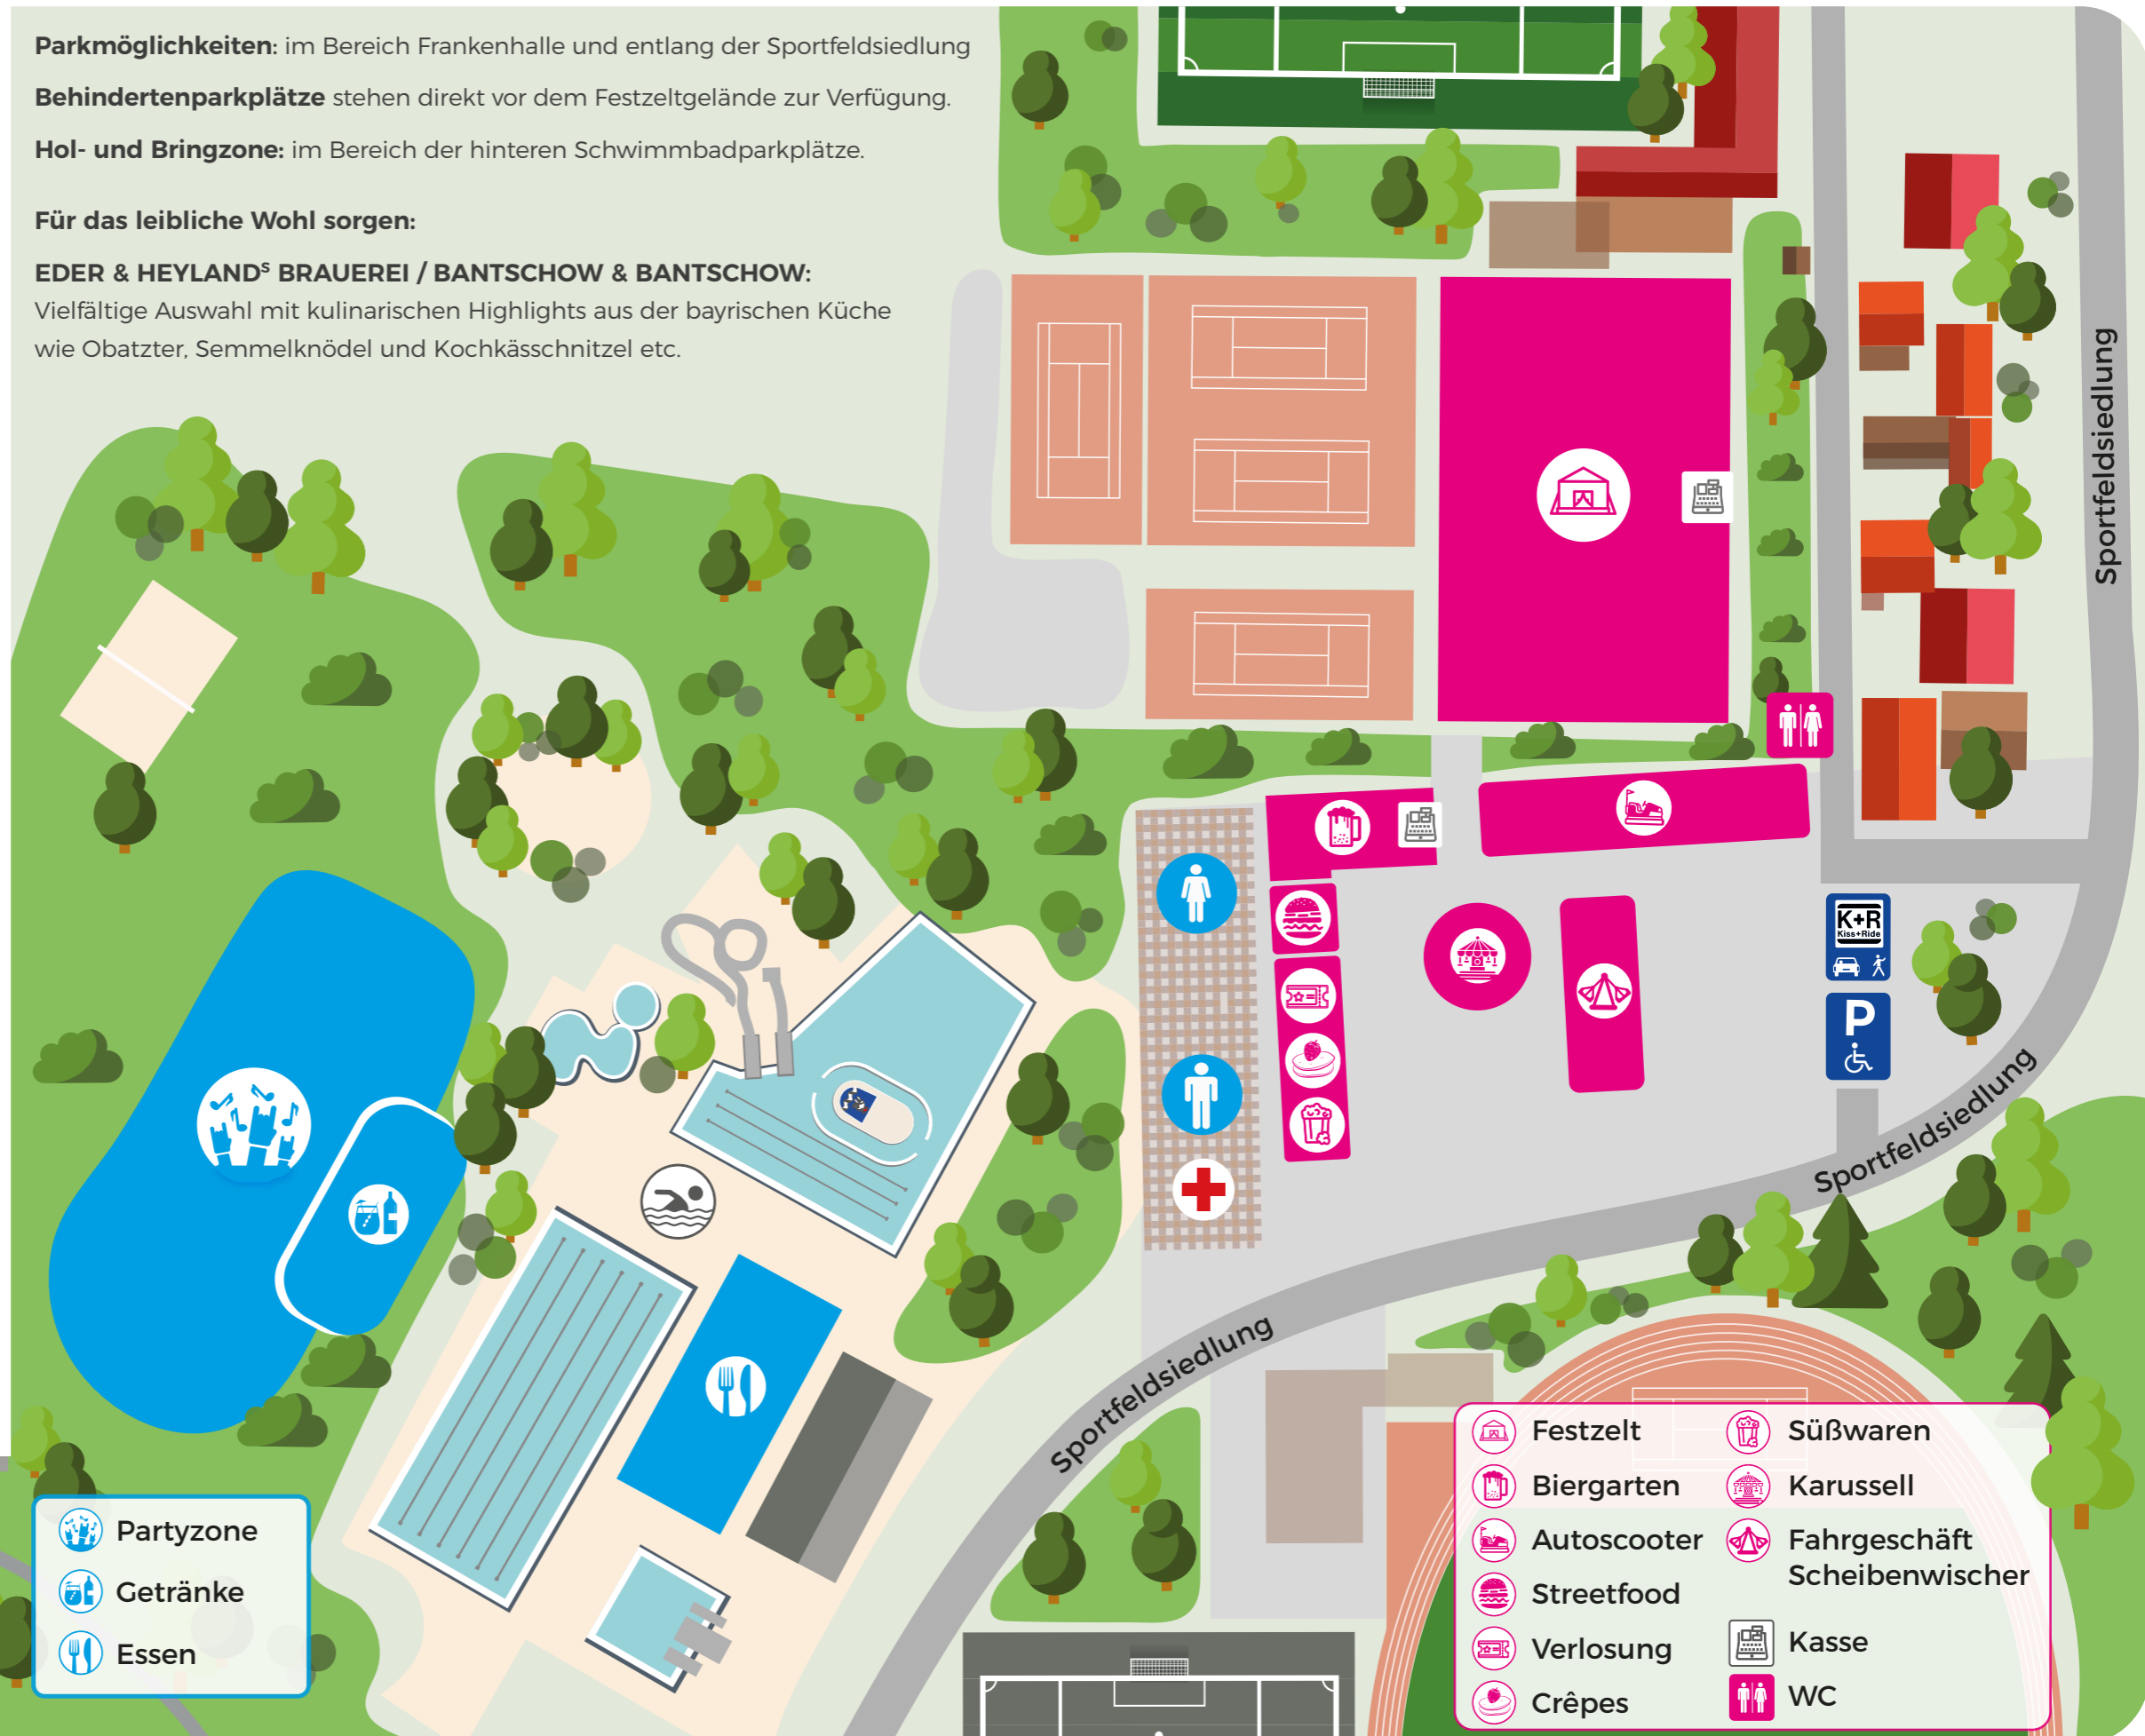 Parkmöglichkeiten: im Bereich Frankenhalle und entlang der Sportfeldsiedlung
Behindertenparkplätze stehen direkt vor dem Festzeltgelände zur Verfügung.
Hol- und Bringzone: im Bereich der hinteren Schwimmbadparkplätze.
Für das leibliche Wohl sorgen:
EDER & HEYLANDˢ BRAUEREI / BANTSCHOW & BANTSCHOW:
Vielfältige Auswahl mit kulinarischen Highlights aus der bayrischen Küche
wie Obatzter, Semmelknödel und Kochkässchnitzel etc.
Sportfeldsiedlung
K+R
Kiss+Ride
P
Sportfeldsiedlung
Sportfeldsiedlung
Partyzone
Getränke
Essen
Festzelt
Biergarten
Autoscooter
Streetfood
Verlosung
Crêpes
Süßwaren
Karussell
Fahrgeschäft
Scheibenwischer
Kasse
WC